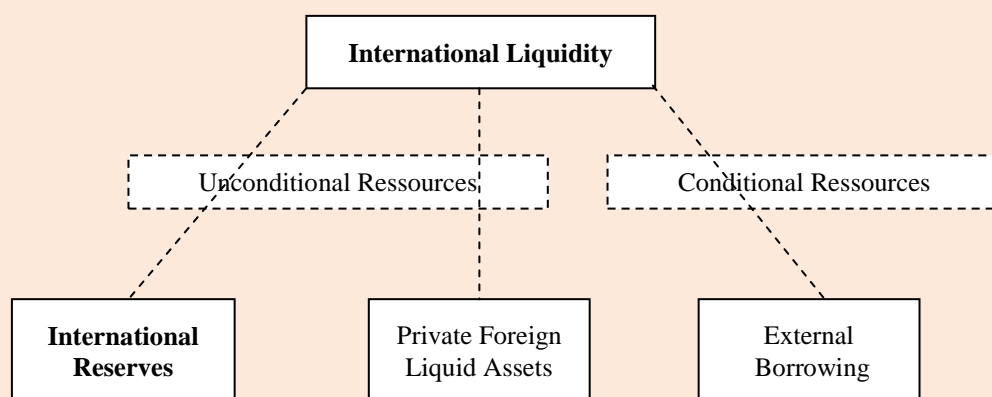 International Liquidity
Unconditional Ressources
Conditional Ressources
International
Reserves
Private Foreign
Liquid Assets
External
Borrowing